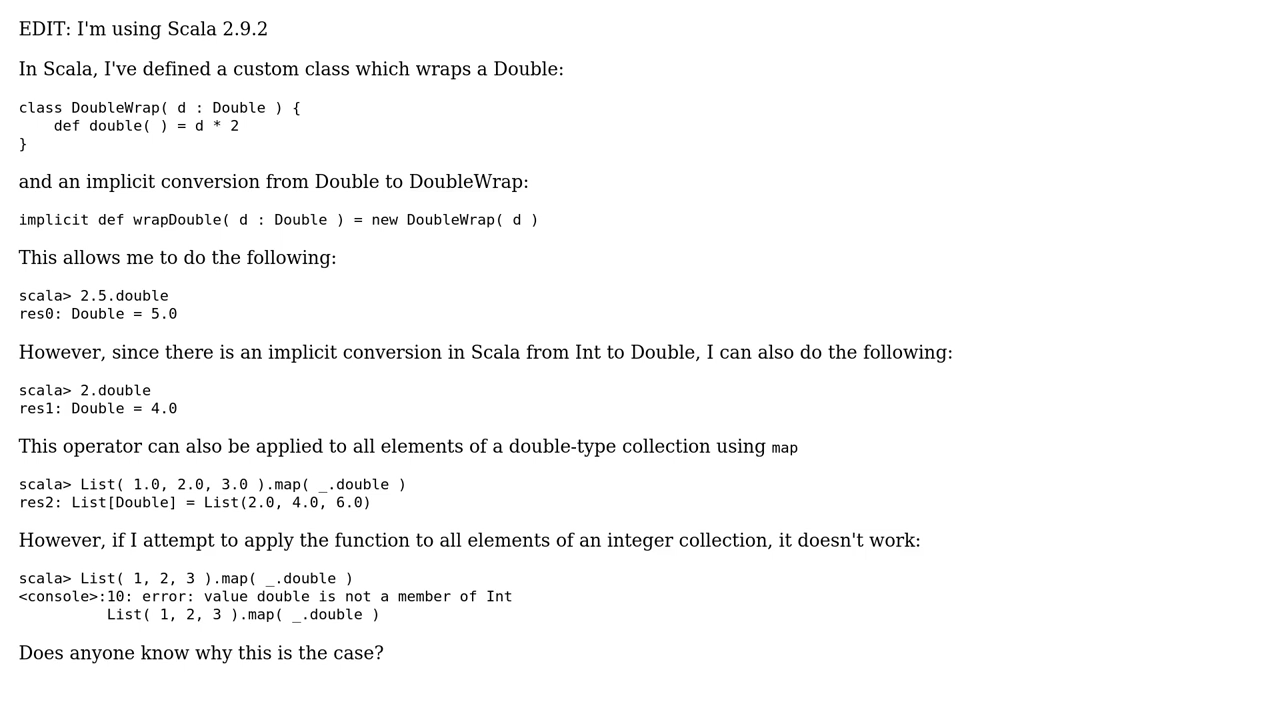 EDIT: I'm using Scala 2.9.2
In Scala, I've defined a custom class which wraps a Double:
class DoubleWrap( d : Double ) {
    def double( ) = d * 2
}
and an implicit conversion from Double to DoubleWrap:
implicit def wrapDouble( d : Double ) = new DoubleWrap( d )
This allows me to do the following:
scala> 2.5.double
res0: Double = 5.0
However, since there is an implicit conversion in Scala from Int to Double, I can also do the following:
scala> 2.double
res1: Double = 4.0
This operator can also be applied to all elements of a double-type collection using map
scala> List( 1.0, 2.0, 3.0 ).map( _.double )
res2: List[Double] = List(2.0, 4.0, 6.0)
However, if I attempt to apply the function to all elements of an integer collection, it doesn't work:
scala> List( 1, 2, 3 ).map( _.double )
<console>:10: error: value double is not a member of Int
          List( 1, 2, 3 ).map( _.double )
Does anyone know why this is the case?